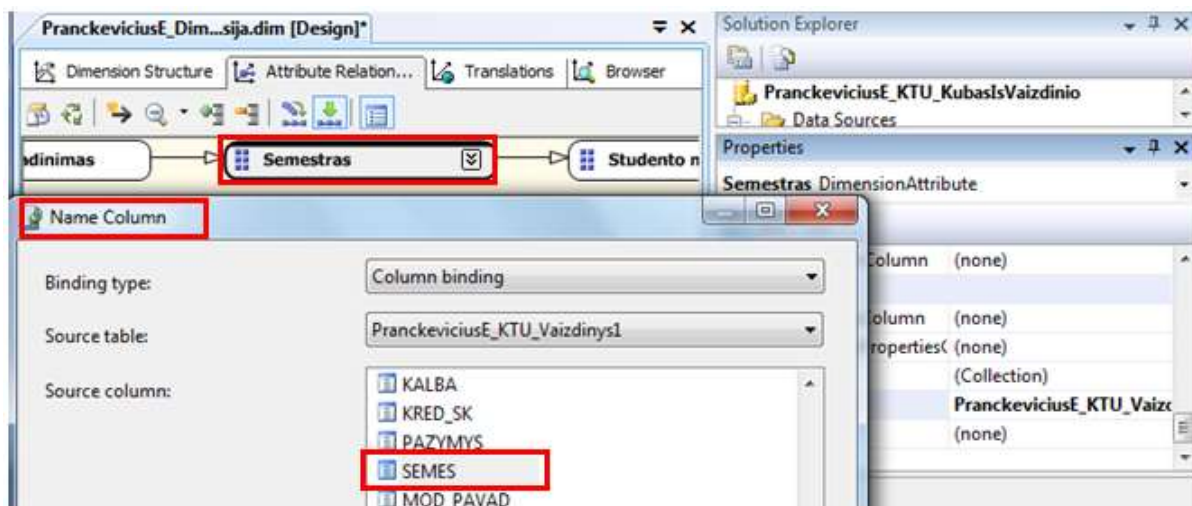 PranckeviciusE_Dim...sija.dim [Design]*
Dimension Structure
Attribute Relation...
Translations
Browser
dinimas
Semestras
Studento
Solution Explorer
PranckeviciusE_KTU_KubasIsVaizdinio
Data Sources
Properties
Semestras DimensionAttribute
Name Column
Binding type:
Column binding
Source table:
PranckeviciusE_KTU_Vaizdinys1
Source column:
KALBA
KRED_SK
PAZYMYS
SEMES
MOD_PAVAD
Column (none)
olumn (none)
roperties( (none)
(Collection)
PranckeviciusE_KTU_Vaizd
(none)